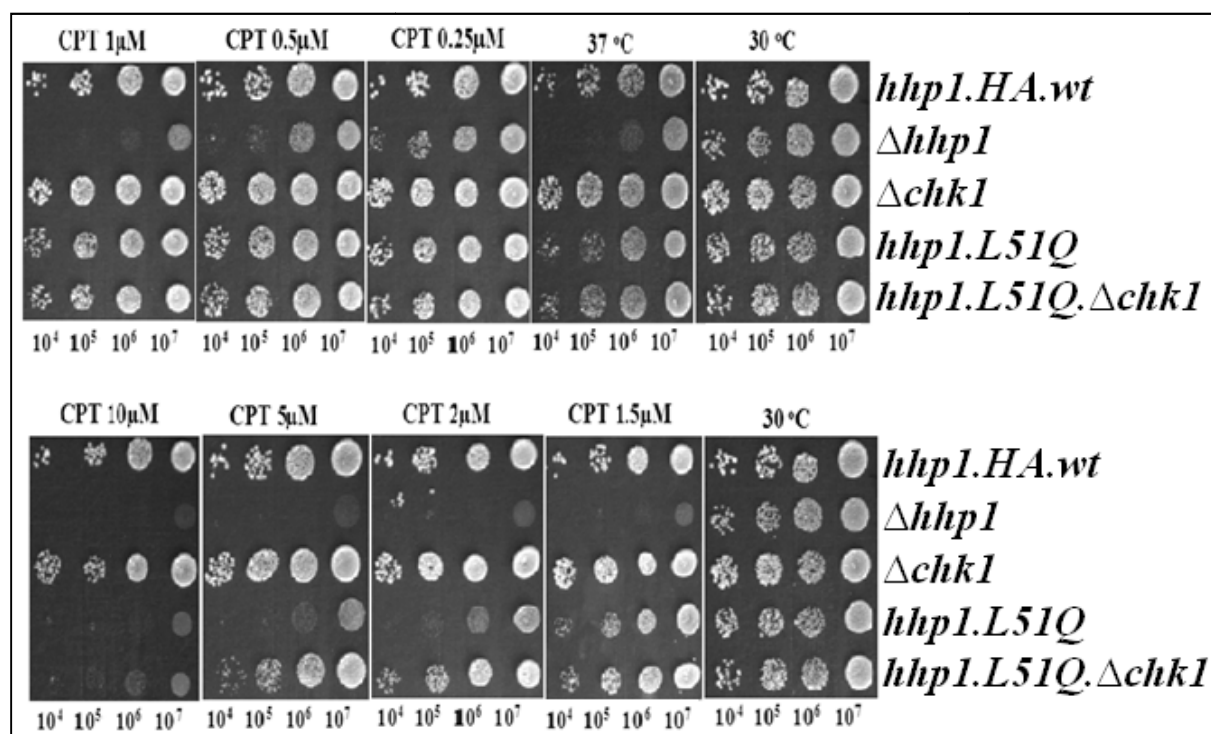 CPT 1µM CPT 0.5µM CPT 0.25µM 37 °C 30 °C
hhp1.HA.wt
Δhhp1
Δchk1
hhp1.L51Q
hhp1.L51Q.Δchk1
10⁴ 10⁵ 10⁶ 10⁷ 10⁴ 10⁵ 10⁶ 10⁷ 10⁴ 10⁵ 10⁶ 10⁷ 10⁴ 10⁵ 10⁶ 10⁷ 10⁴ 10⁵ 10⁶ 10⁷
CPT 10µM CPT 5µM CPT 2µM CPT 1.5µM 30 °C
hhp1.HA.wt
Δhhp1
Δchk1
hhp1.L51Q
hhp1.L51Q.Δchk1
10⁴ 10⁵ 10⁶ 10⁷ 10⁴ 10⁵ 10⁶ 10⁷ 10⁴ 10⁵ 10⁶ 10⁷ 10⁴ 10⁵ 10⁶ 10⁷ 10⁴ 10⁵ 10⁶ 10⁷